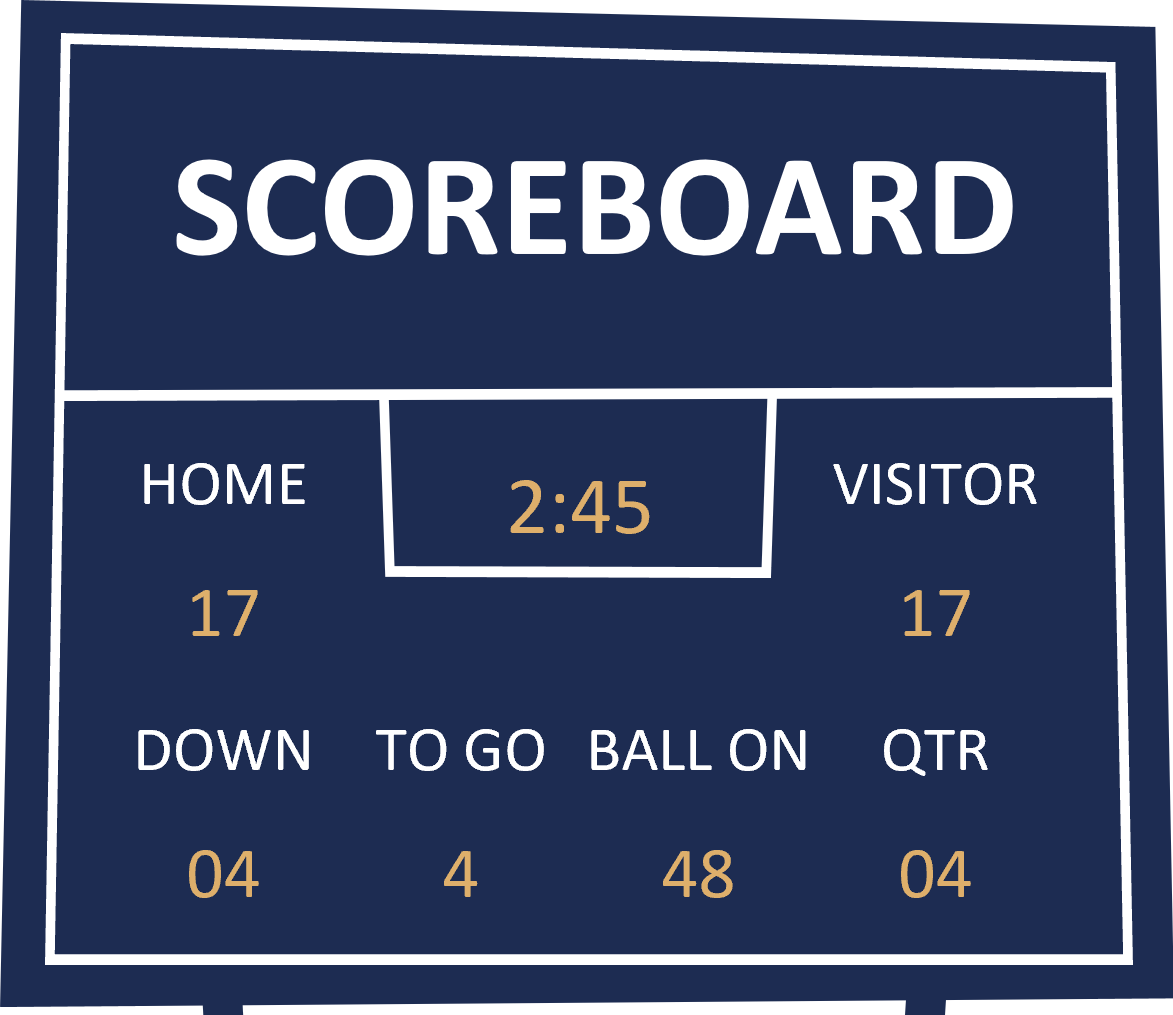 SCOREBOARD
HOME 2:45 VISITOR
17 17
DOWN TO GO BALL ON QTR
04 4 48 04